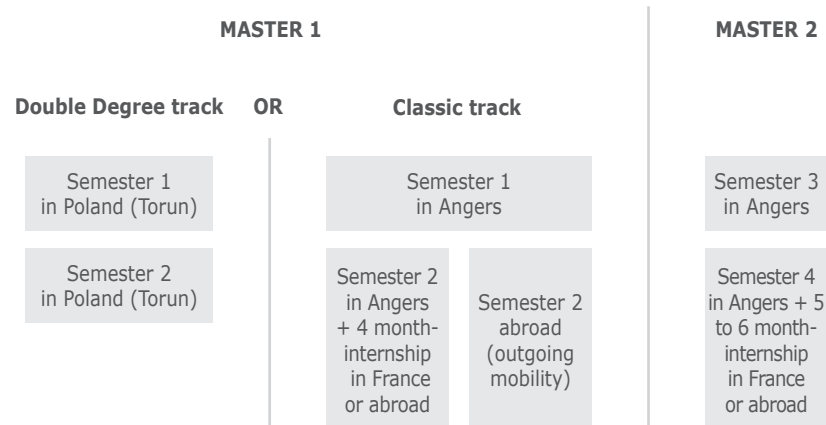 MASTER 1
MASTER 2
Double Degree track OR Classic track
Semester 1
in Poland (Torun)
Semester 2
in Poland (Torun)
Semester 1
in Angers
Semester 2
in Angers
+ 4 month-
internship
in France
or abroad
Semester 2
abroad
(outgoing
mobility)
Semester 3
in Angers
Semester 4
in Angers + 5
to 6 month-
internship
in France
or abroad